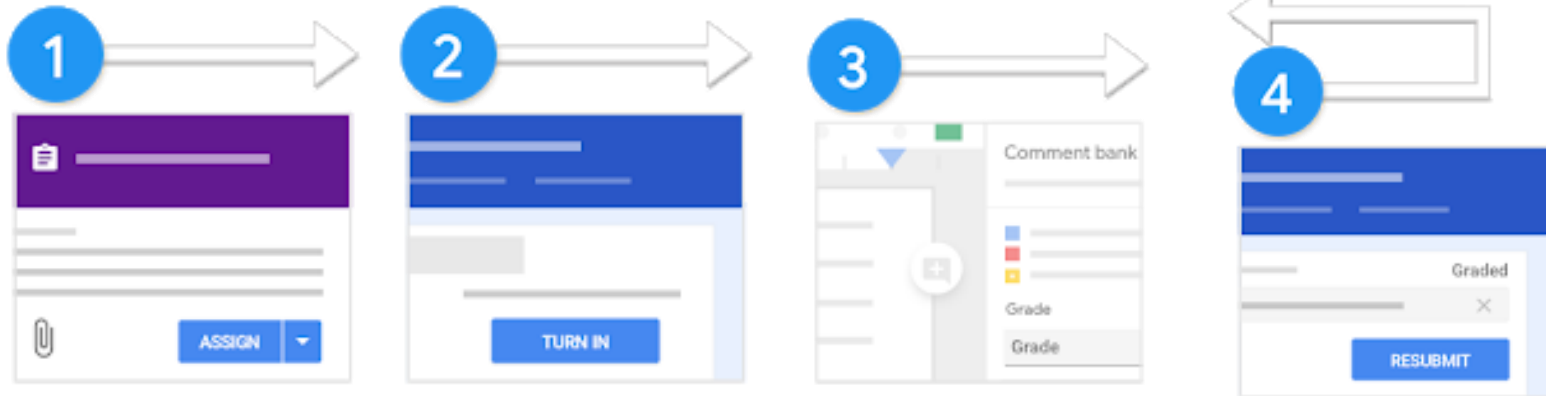 1
2
3
4
ASSIGN
TURN IN
Comment bank
Grade
Grade
Graded
RESUBMIT